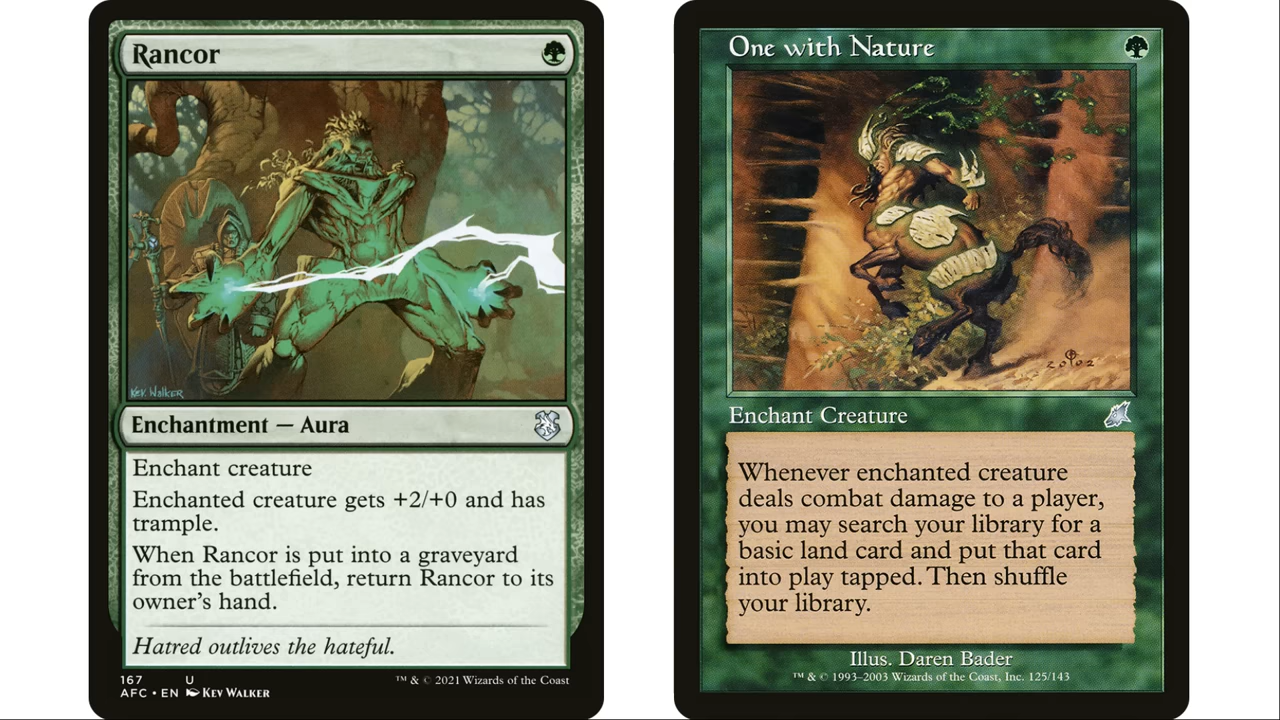 Rancor
Kev. Walker
Enchantment — Aura
Enchant creature
Enchanted creature gets +2/+0 and has
trample.
When Rancor is put into a graveyard
from the battlefield, return Rancor to its
owner's hand.
Hatred outlives the hateful.
167 U
AFC • EN Kev Walker
™ & © 2021 Wizards of the Coast
One with Nature
2002
Enchant Creature
Whenever enchanted creature
deals combat damage to a player,
you may search your library for a
basic land card and put that card
into play tapped. Then shuffle
your library.
Illus. Daren Bader
™ & © 1993–2003 Wizards of the Coast, Inc. 125/143